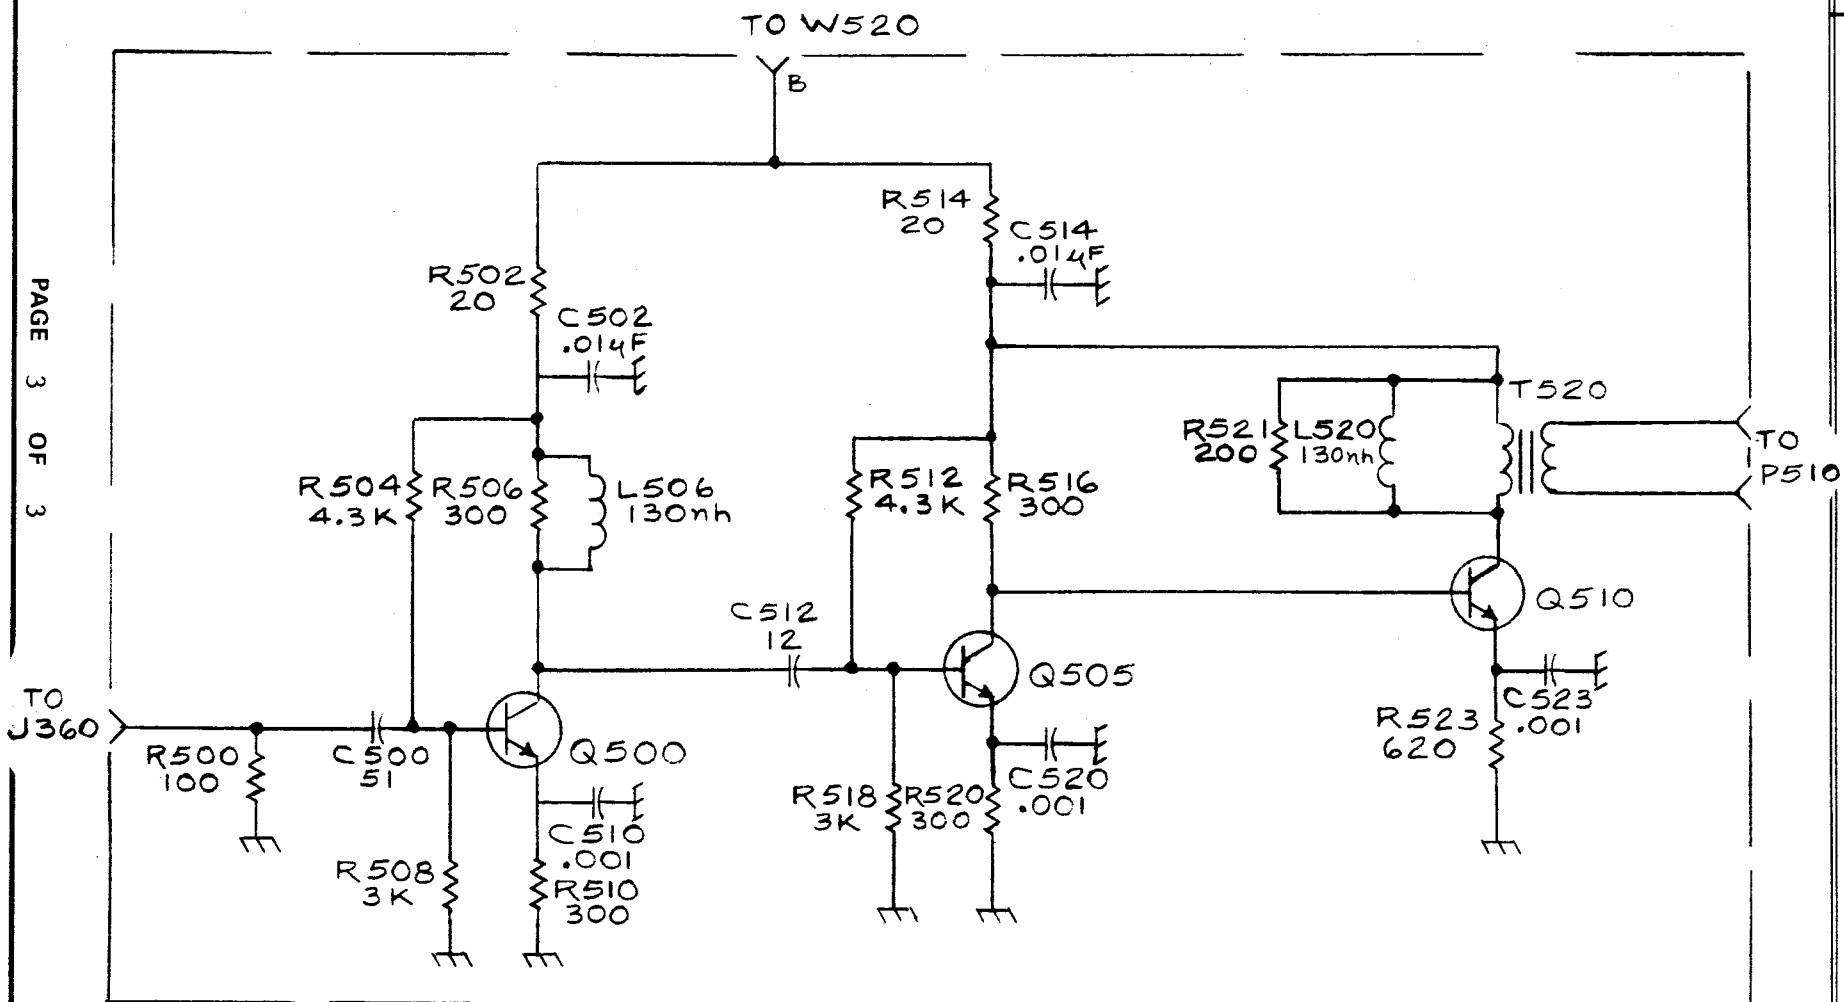 TO W520
B
R514
20
C514
.01µF
R502
20
C502
.01µF
PAGE 3 OF 3
T520
R521
200
L520
130nh
TO
P510
R504
4.3K
R506
300
L506
130nh
R512
4.3K
R516
300
C512
12
Q510
Q505
TO
J360
R500
100
C500
51
Q500
C523
.001
R523
620
R518
3K
R520
300
C520
.001
C510
.001
R508
3K
R510
300